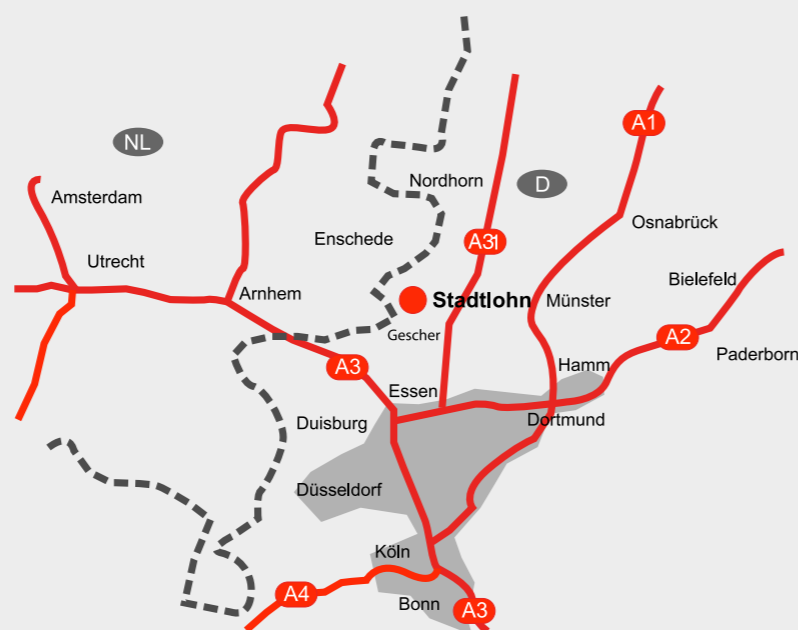 A1
NL
Nordhorn
D
Amsterdam
Osnabrück
Enschede
A31
Utrecht
Bielefeld
Arnhem
Stadtlohn
Münster
Gescher
A2
Paderborn
Hamm
A3
Essen
Duisburg
Dortmund
Düsseldorf
Köln
A4
Bonn
A3